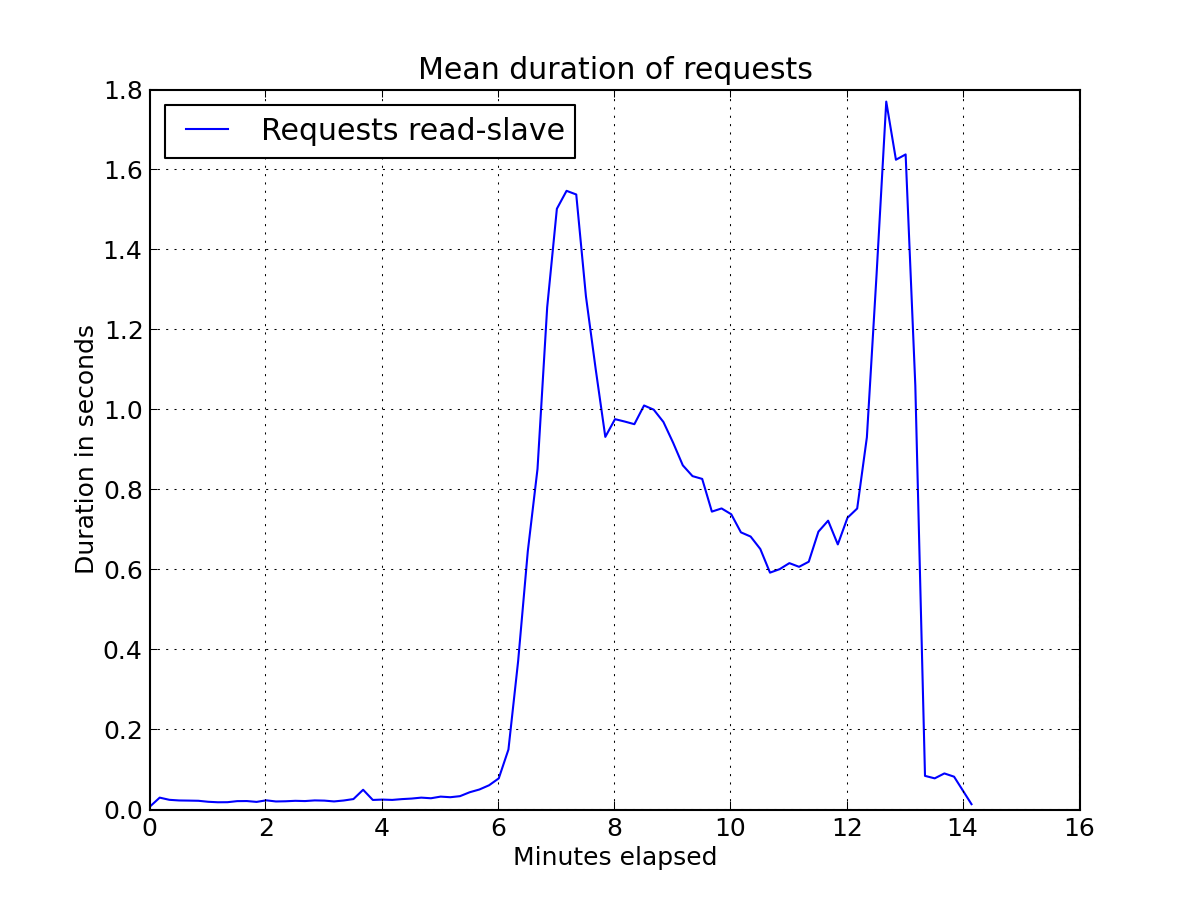 Mean duration of requests
Requests read-slave
Duration in seconds
1.8
1.6
1.4
1.2
1.0
0.8
0.6
0.4
0.2
0.0
0 2 4 6 8 10 12 14 16
Minutes elapsed